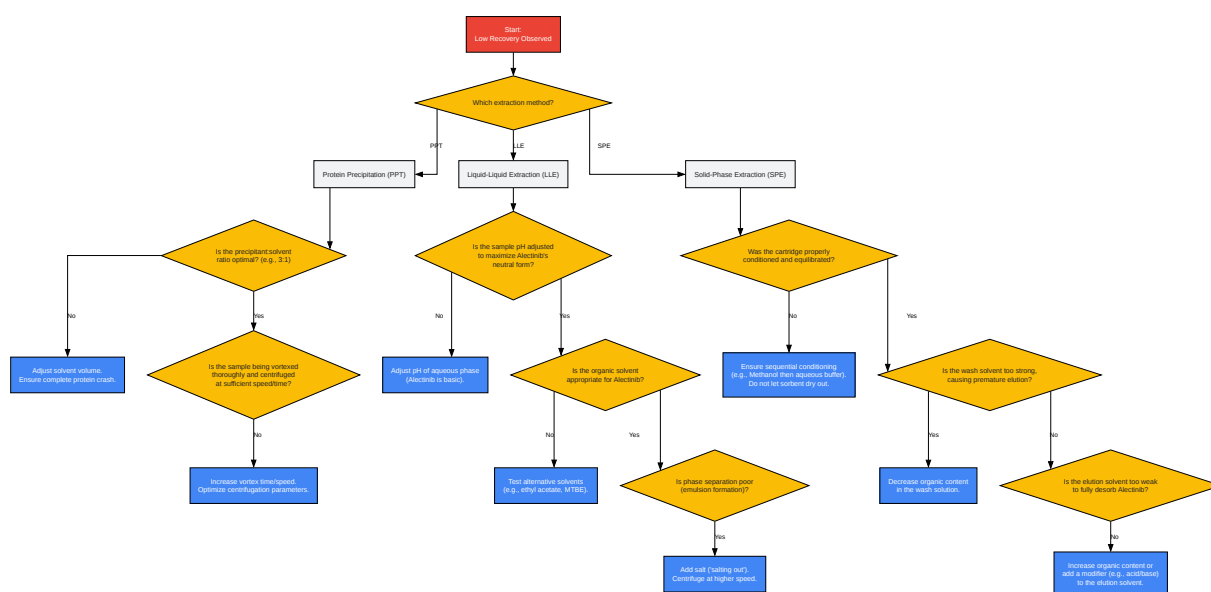 Start:
Low Recovery Observed
Which extraction method?
PPT
LLE
SPE
Protein Precipitation (PPT)
Liquid-Liquid Extraction (LLE)
Solid-Phase Extraction (SPE)
Is the precipitant:solvent
ratio optimal? (e.g., 3:1)
Is the sample pH adjusted
to maximize Alectinib's
neutral form?
Was the cartridge properly
conditioned and equilibrated?
No
Yes
No
Yes
No
Yes
Adjust solvent volume.
Ensure complete protein crash.
Is the sample being vortexed
thoroughly and centrifuged
at sufficient speed/time?
Adjust pH of aqueous phase
(Alectinib is basic).
Is the organic solvent
appropriate for Alectinib?
Ensure sequential conditioning
(e.g., Methanol then aqueous buffer).
Do not let sorbent dry out.
Is the wash solvent too strong,
causing premature elution?
No
No
Yes
Yes
No
Increase vortex time/speed.
Optimize centrifugation parameters.
Test alternative solvents
(e.g., ethyl acetate, MTBE).
Is phase separation poor
(emulsion formation)?
Decrease organic content
in the wash solution.
Is the elution solvent too weak
to fully desorb Alectinib?
Yes
No
Add salt ('salting out').
Centrifuge at higher speed.
Increase organic content or
add a modifier (e.g., acid/base)
to the elution solvent.